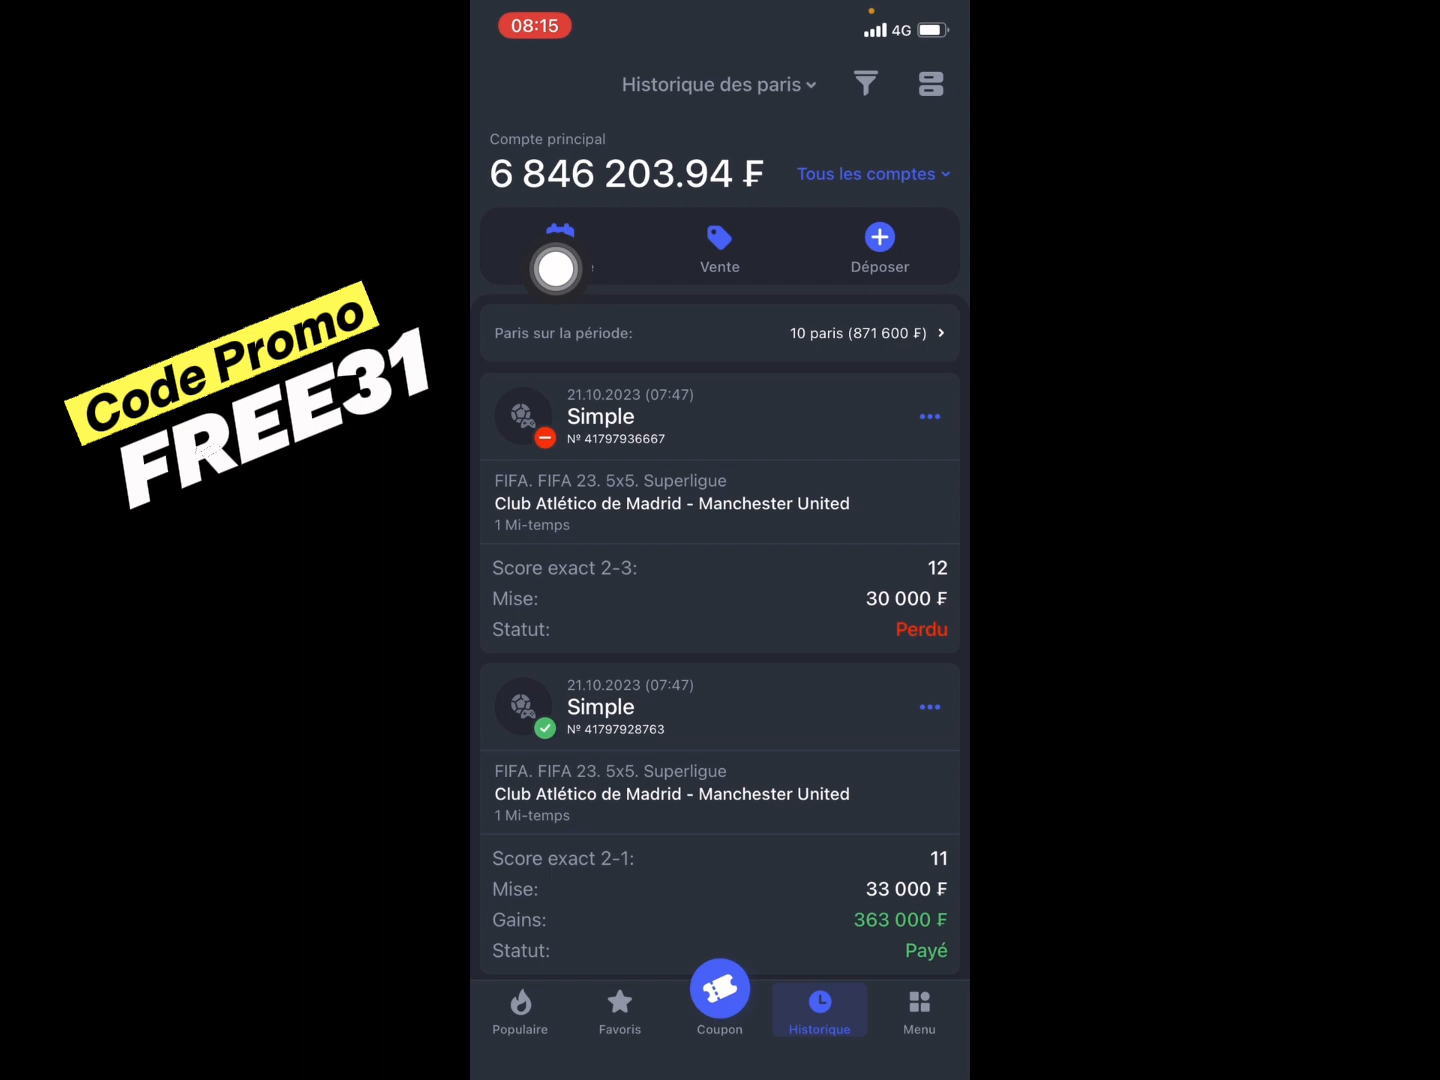 08:15
4G
Historique des paris
Compte principal
6 846 203.94 ₣
Tous les comptes
Vente
Déposer
Code Promo
FREE31
Paris sur la période:
10 paris (871 600 ₣)
21.10.2023 (07:47)
Simple
Nº 41797936667
FIFA. FIFA 23. 5x5. Superligue
Club Atlético de Madrid - Manchester United
1 Mi-temps
Score exact 2-3:
12
Mise:
30 000 ₣
Statut:
Perdu
21.10.2023 (07:47)
Simple
Nº 41797928763
FIFA. FIFA 23. 5x5. Superligue
Club Atlético de Madrid - Manchester United
1 Mi-temps
Score exact 2-1:
11
Mise:
33 000 ₣
Gains:
363 000 ₣
Statut:
Payé
Populaire
Favoris
Coupon
Historique
Menu